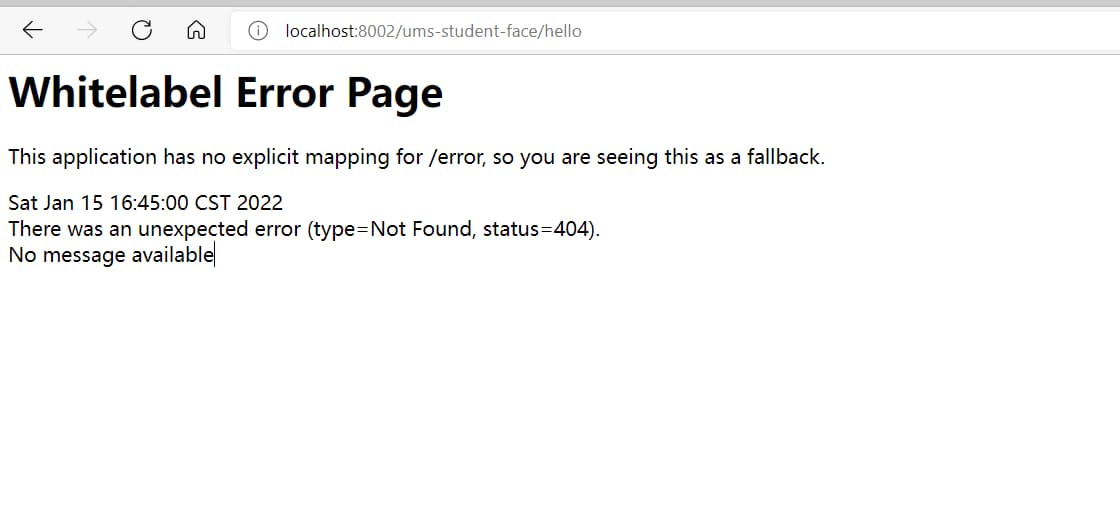 localhost:8002/ums-student-face/hello
Whitelabel Error Page
This application has no explicit mapping for /error, so you are seeing this as a fallback.
Sat Jan 15 16:45:00 CST 2022
There was an unexpected error (type=Not Found, status=404).
No message available